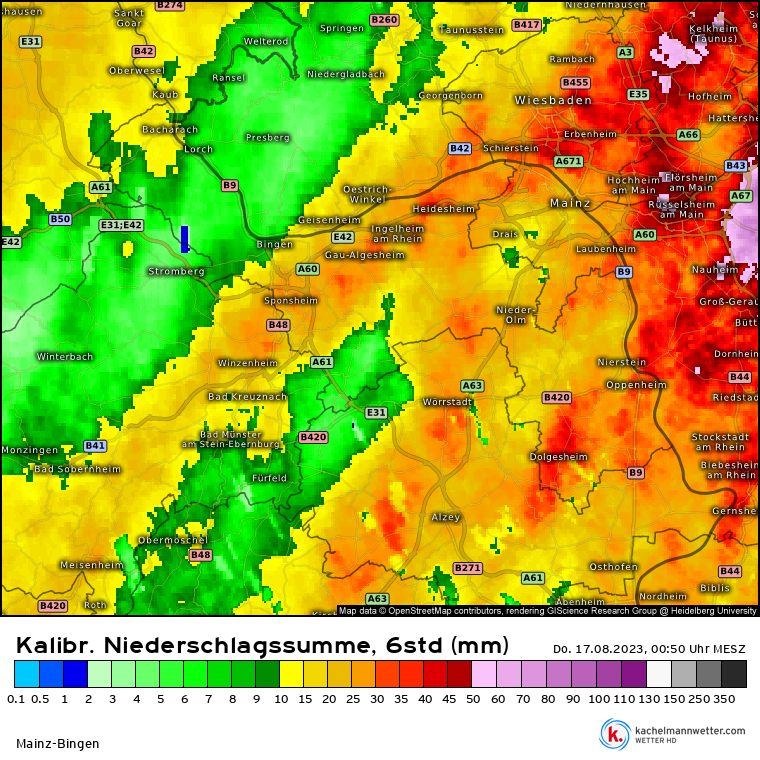 B274
shausen
Sankt
Goar
Springen
B260
B417
Niedernhausen
Kelkheim
(Taunus)
E31
B42
Welterod
Taunusstein
A3
Oberwesel
Ransel
Niedergladbach
Rambach
B455
Kaub
Georgenborn
Wiesbaden
E35
Hofheim
Bacharach
Presberg
Hattershe
Erbenheim
A66
Lorch
B42
Schierstein
A671
B43
A61
B9
Oestrich-
Winkel
Hochheim
am Main
Flörsheim
am Main
A67
B50
E31;E42
Geisenheim
Heidesheim
Mainz
Rüsselsheim
am Main
E42
Bingen
E42
Ingelheim
am Rhein
Drais
A60
Laubenheim
Gau-Algesheim
Stromberg
A60
B9
Nauheim
Sponsheim
Nieder-
Olm
Groß-Gerau
B48
Bütt
Winterbach
Winzenheim
A61
Nierstein
Dornheim
B44
Bad Kreuznach
A63
Oppenheim
Wörrstadt
B420
Riedstad
E31
Monzingen
B41
Bad Münster
am Stein-Ebernburg
B420
Stockstadt
am Rhein
Bad Sobernheim
Dolgesheim
Biebesheim
am Rhein
Fürfeld
B9
Gernshe
Alzey
Obermoschel
B48
Meisenheim
B271
A61
Osthofen
B44
Biblis
B420
Roth
A63
Abenheim
Nordheim
Map data © OpenStreetMap contributors, rendering GIScience Research Group @ Heidelberg University
Kalibr. Niederschlagssumme, 6std (mm)
Do. 17.08.2023, 00:50 Uhr MESZ
0.1 0.5 1 2 3 4 5 6 7 8 9 10 15 20 25 30 35 40 45 50 60 70 80 90 100 110 130 150 250 350
Mainz-Bingen
k.
kachelmannwetter.com
WETTER HD